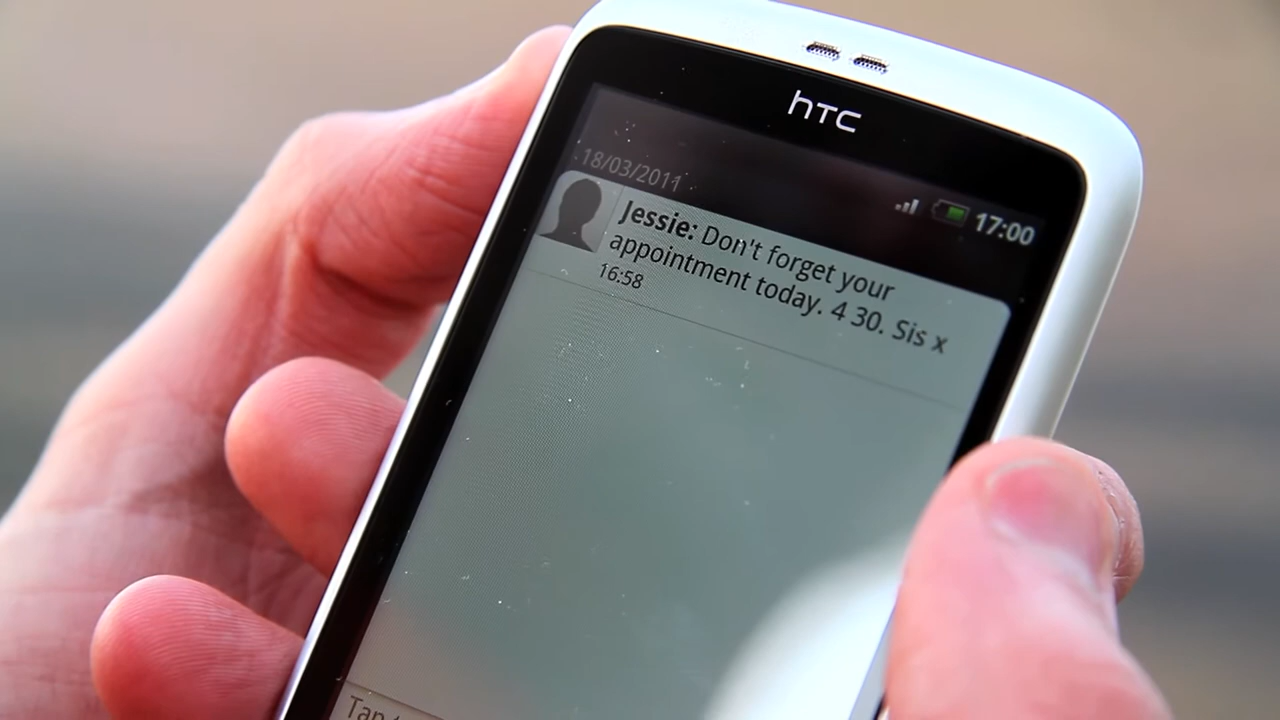 hTC
17:00
18/03/2011
Jessie: Don't forget your
appointment today. 4 30. Sis x
16:58